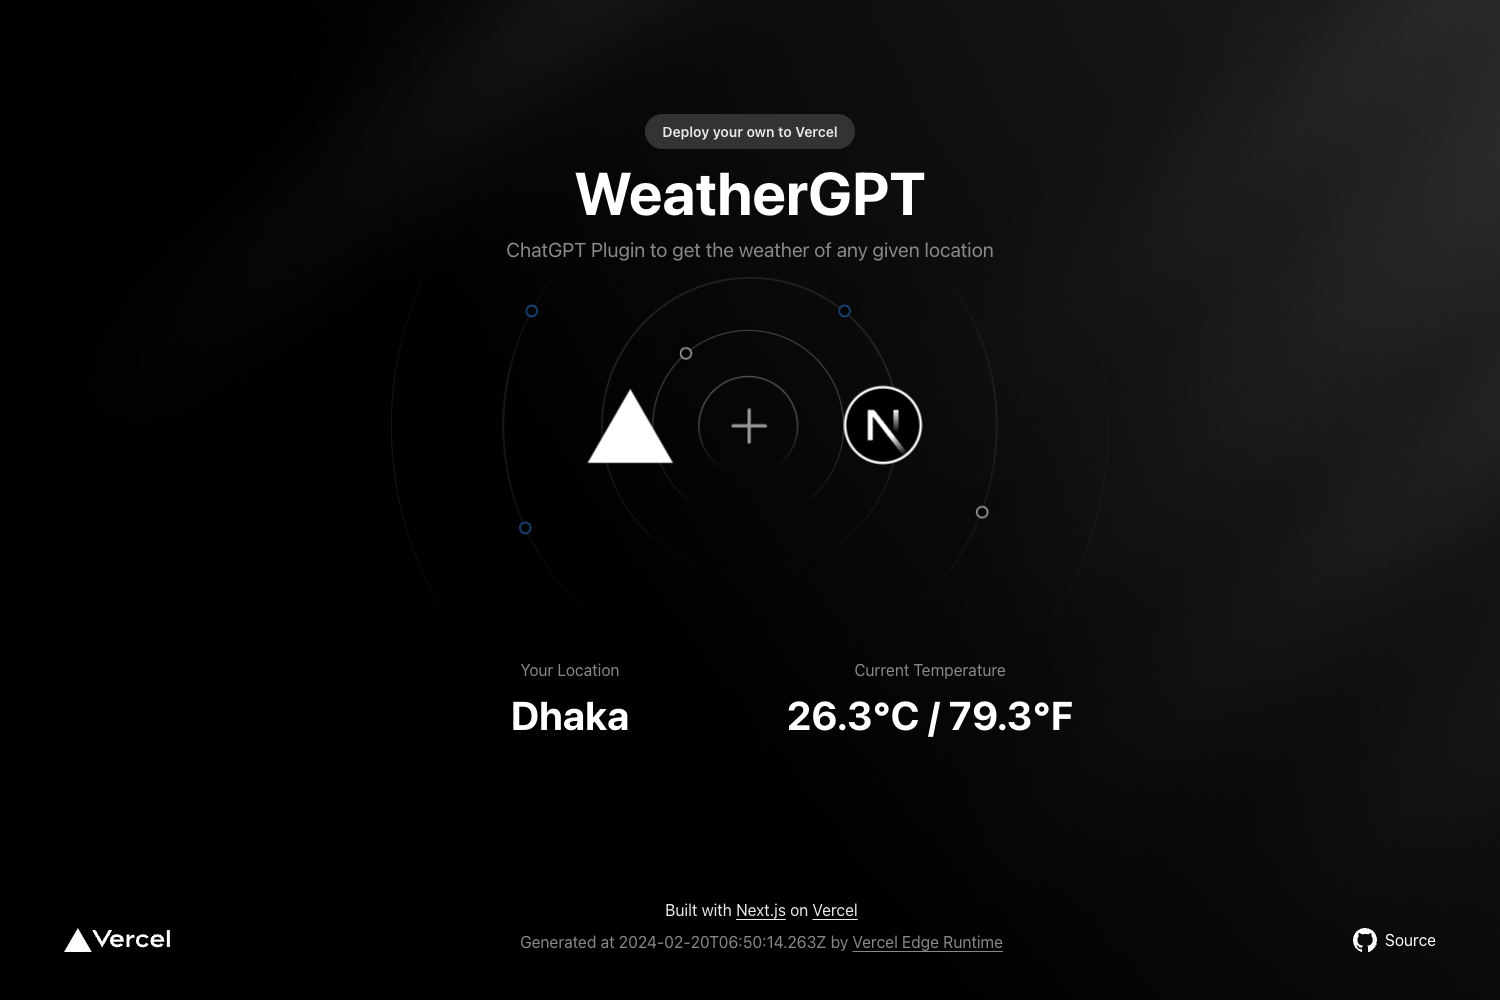 Deploy your own to Vercel
WeatherGPT
ChatGPT Plugin to get the weather of any given location
N
Your Location
Dhaka
Current Temperature
26.3°C / 79.3°F
Built with Next.js on Vercel
Generated at 2024-02-20T06:50:14.263Z by Vercel Edge Runtime
Vercel
Source